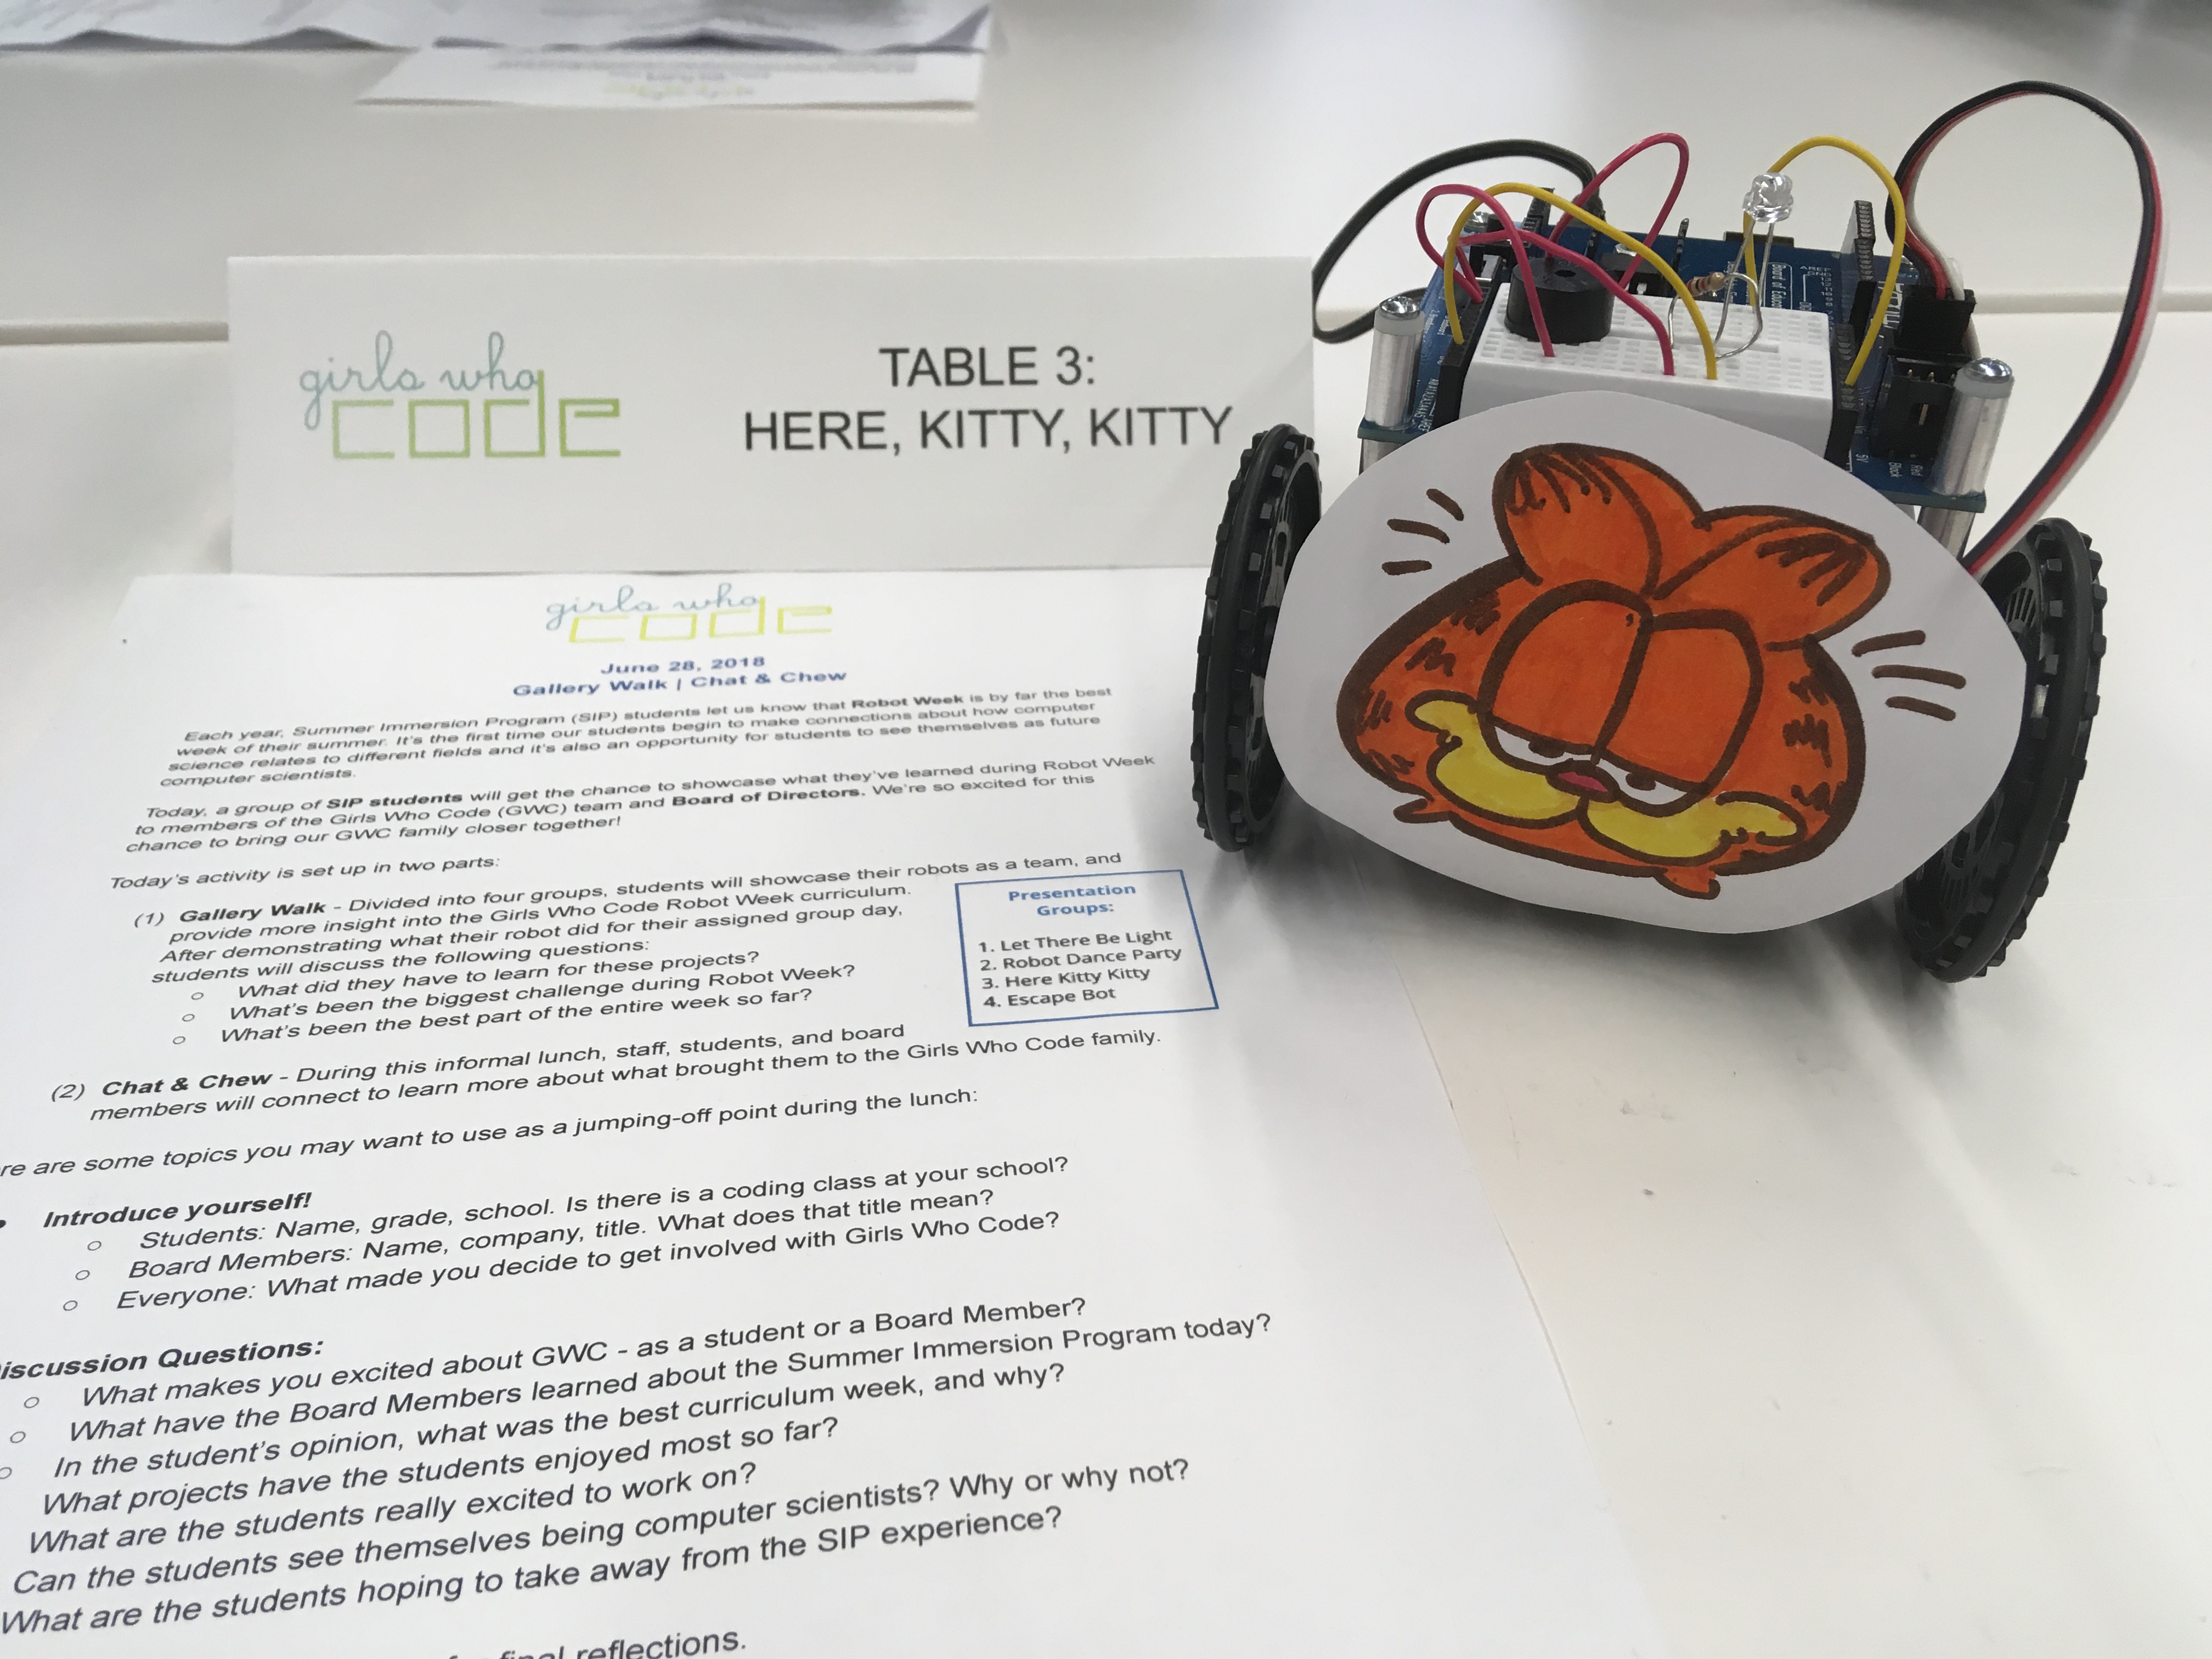 girls who
code
TABLE 3:
HERE, KITTY, KITTY
girls who
code
June 28, 2018
Gallery Walk | Chat & Chew
Each year, Summer Immersion Program (SIP) students let us know that Robot Week is by far the best
week of their summer. It's the first time our students begin to make connections about how computer
science relates to different fields and it's also an opportunity for students to see themselves as future
computer scientists.
Today, a group of SIP students will get the chance to showcase what they've learned during Robot Week
to members of the Girls Who Code (GWC) team and Board of Directors. We're so excited for this
chance to bring our GWC family closer together!
Today's activity is set up in two parts:
(1) Gallery Walk - Divided into four groups, students will showcase their robots as a team, and
provide more insight into the Girls Who Code Robot Week curriculum.
After demonstrating what their robot did for their assigned group day,
students will discuss the following questions:
○ What did they have to learn for these projects?
○ What's been the biggest challenge during Robot Week?
○ What's been the best part of the entire week so far?
Presentation
Groups:
1. Let There Be Light
2. Robot Dance Party
3. Here Kitty Kitty
4. Escape Bot
(2) Chat & Chew - During this informal lunch, staff, students, and board
members will connect to learn more about what brought them to the Girls Who Code family.
re are some topics you may want to use as a jumping-off point during the lunch:
• Introduce yourself!
○ Students: Name, grade, school. Is there is a coding class at your school?
○ Board Members: Name, company, title. What does that title mean?
○ Everyone: What made you decide to get involved with Girls Who Code?
iscussion Questions:
○ What makes you excited about GWC - as a student or a Board Member?
○ What have the Board Members learned about the Summer Immersion Program today?
○ In the student's opinion, what was the best curriculum week, and why?
What projects have the students enjoyed most so far?
What are the students really excited to work on?
Can the students see themselves being computer scientists? Why or why not?
What are the students hoping to take away from the SIP experience?
final reflections.
Board of Education
5V
Red
Black